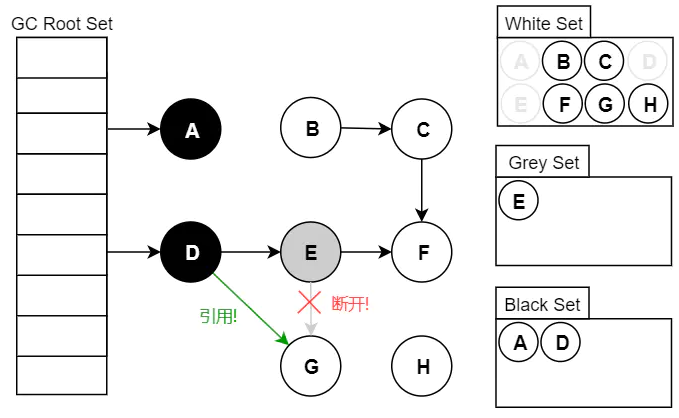 GC Root Set
A
B
C
D
E
F
引用!
断开!
G
H
White Set
A B C D
E F G H
Grey Set
E
Black Set
A D